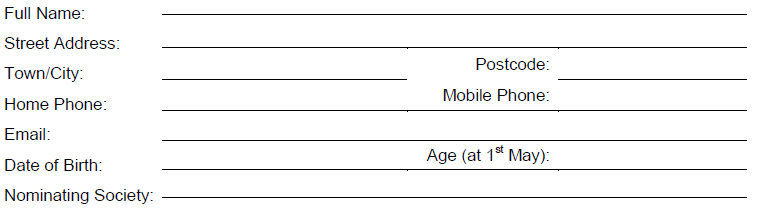 Full Name:
Street Address:
Town/City: Postcode:
Home Phone: Mobile Phone:
Email:
Date of Birth: Age (at 1st May):
Nominating Society: